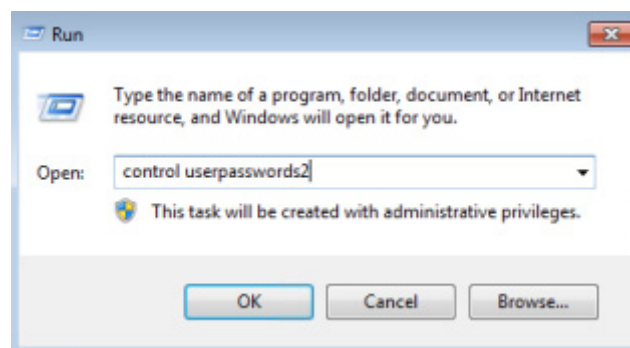 Run
Type the name of a program, folder, document, or Internet
resource, and Windows will open it for you.
Open: control userpasswords2
This task will be created with administrative privileges.
OK Cancel Browse...